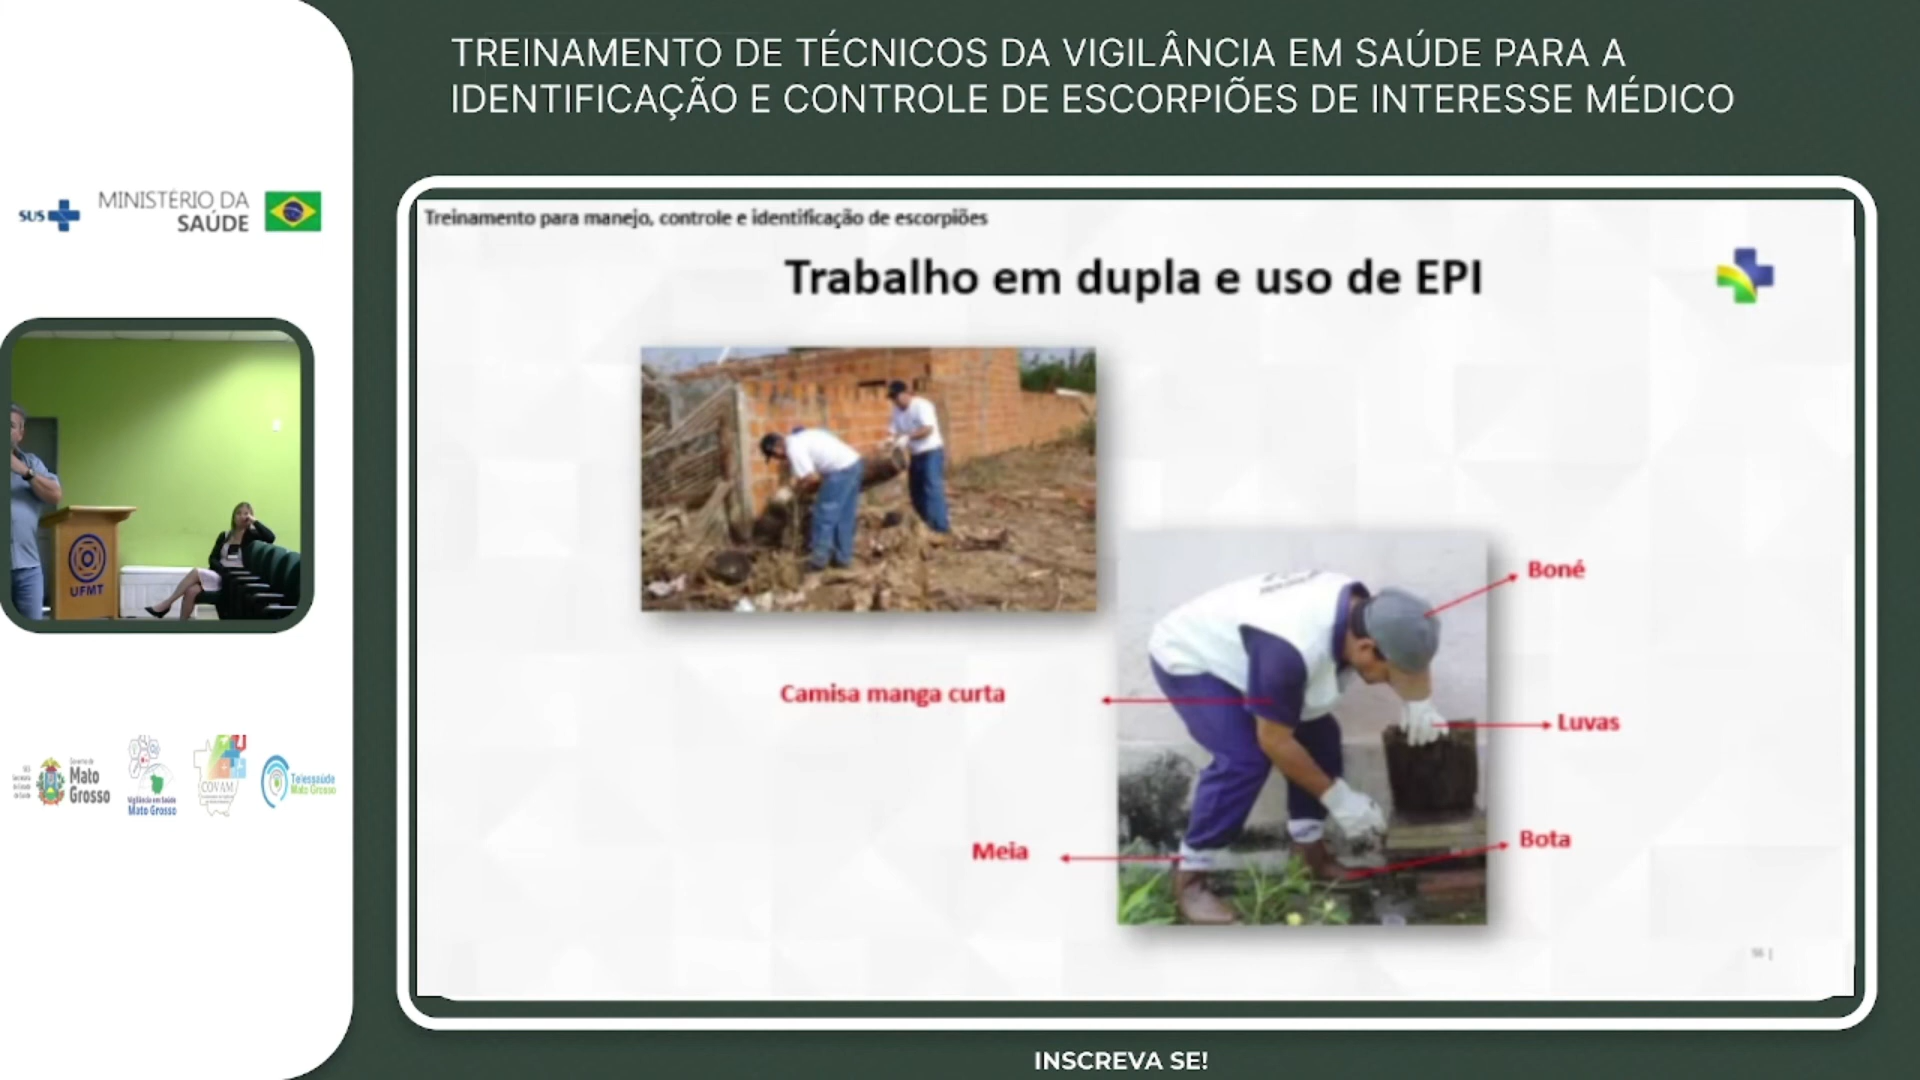 TREINAMENTO DE TÉCNICOS DA VIGILÂNCIA EM SAÚDE PARA A
IDENTIFICAÇÃO E CONTROLE DE ESCORPIÕES DE INTERESSE MÉDICO
SUS
MINISTÉRIO DA
SAÚDE
Treinamento para manejo, controle e identificação de escorpiões
Trabalho em dupla e uso de EPI
Boné
Camisa manga curta
Luvas
Meia
Bota
UFMT
Governo de
Mato
Grosso
Vigilância em Saúde
Mato Grosso
COVAM
Telessaúde
Mato Grosso
INSCREVA SE!